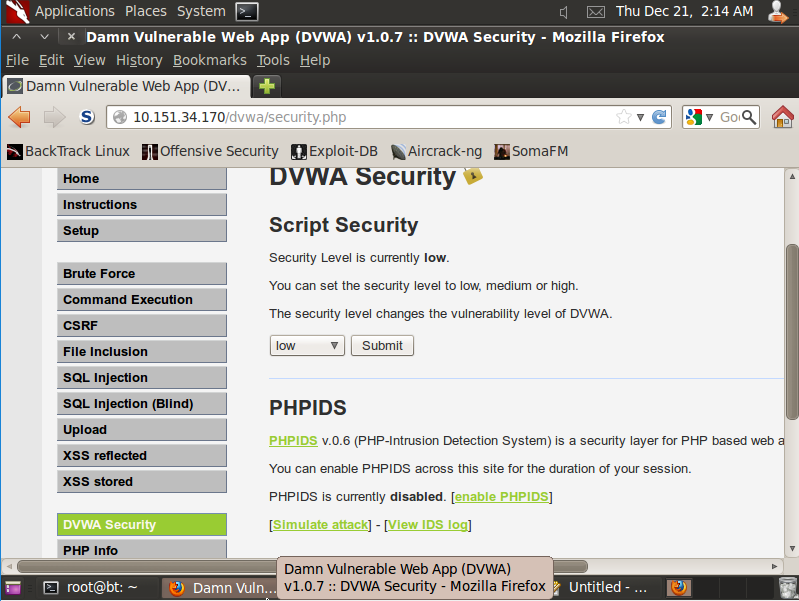 Applications Places System Thu Dec 21, 2:14 AM
Damn Vulnerable Web App (DVWA) v1.0.7 :: DVWA Security - Mozilla Firefox
File Edit View History Bookmarks Tools Help
Damn Vulnerable Web App (DV...
S 10.151.34.170/dvwa/security.php
BackTrack Linux Offensive Security Exploit-DB Aircrack-ng SomaFM
Home
Instructions
Setup
Brute Force
Command Execution
CSRF
File Inclusion
SQL Injection
SQL Injection (Blind)
Upload
XSS reflected
XSS stored
DVWA Security
PHP Info
DVWA Security
Script Security
Security Level is currently low.
You can set the security level to low, medium or high.
The security level changes the vulnerability level of DVWA.
low Submit
PHPIDS
PHPIDS v.0.6 (PHP-Intrusion Detection System) is a security layer for PHP based web a
You can enable PHPIDS across this site for the duration of your session.
PHPIDS is currently disabled. [enable PHPIDS]
[Simulate attack] - [View IDS log]
Damn Vulnerable Web App (DVWA)
v1.0.7 :: DVWA Security - Mozilla Firefox
root@bt: ~ Damn Vuln... Untitled - ...